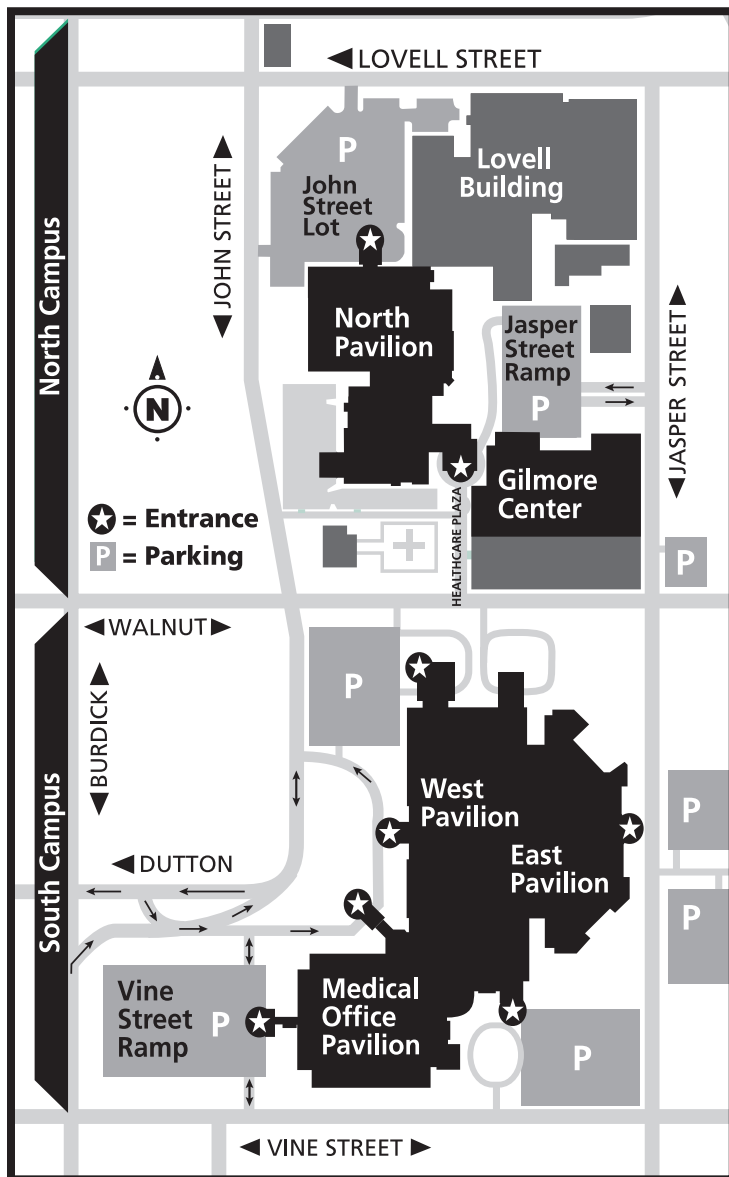 LOVELL STREET
P
John
Street
Lot
Lovell
Building
JOHN STREET
North Campus
North
Pavilion
Jasper
Street
Ramp
P
JASPER STREET
N
Gilmore
Center
= Entrance
P = Parking
HEALTHCARE PLAZA
P
WALNUT
BURDICK
P
West
Pavilion
P
East
Pavilion
DUTTON
South Campus
P
Vine
Street
Ramp
P
Medical
Office
Pavilion
P
VINE STREET